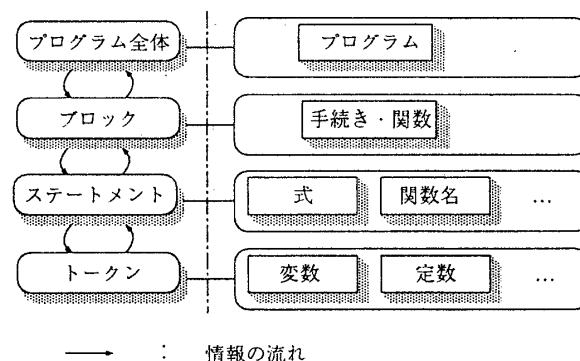 プログラム全体
プログラム
ブロック
手続き・関数
ステートメント
式
関数名
…
トークン
変数
定数
…
： 情報の流れ